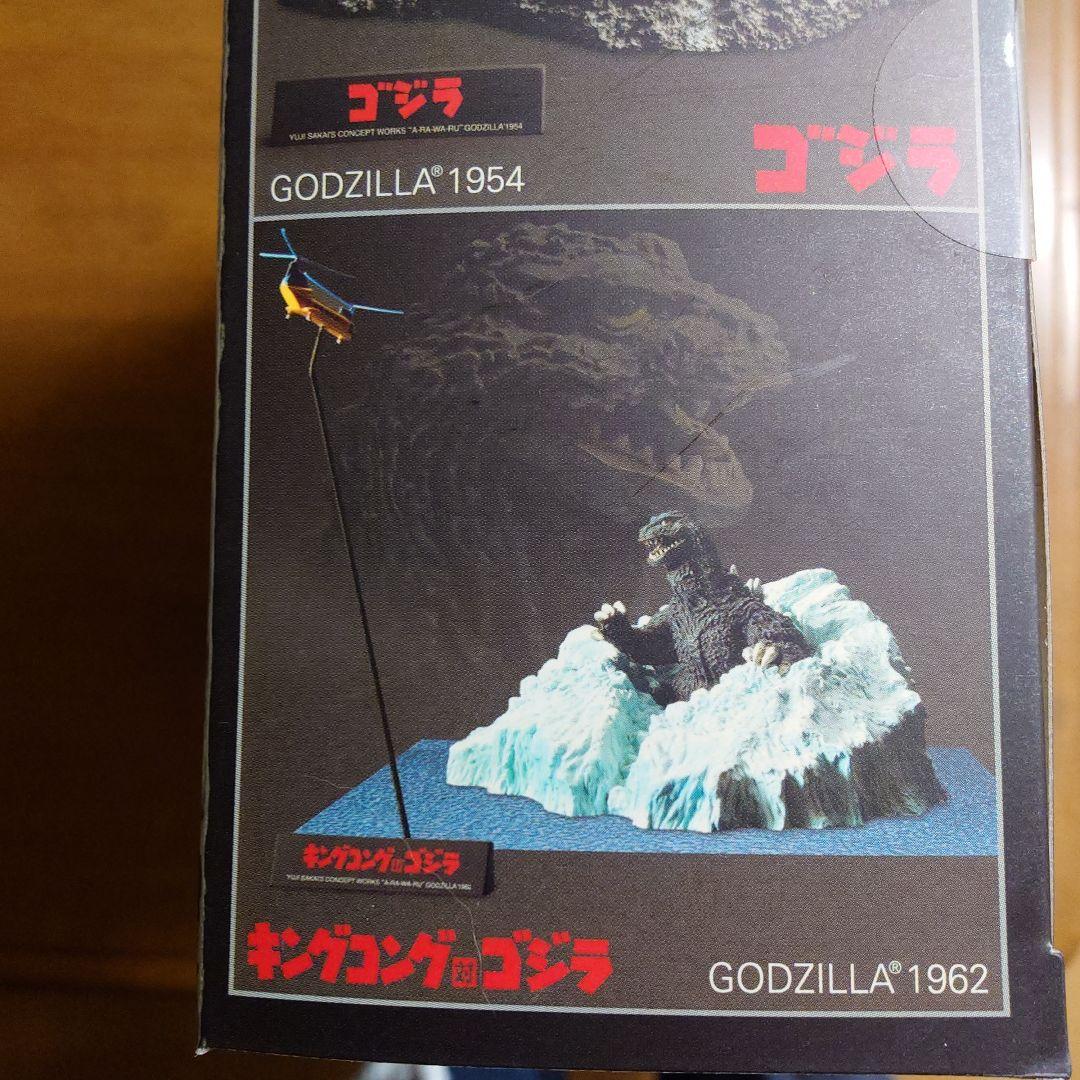 ゴジラ
YUJI SAKAI'S CONCEPT WORKS "A-RA-WA-RU" GODZILLA'1954
GODZILLA® 1954
ゴジラ
キングコング対ゴジラ
YUJI SAKAI'S CONCEPT WORKS "A-RA-WA-RU" GODZILLA 1962
キングコング対ゴジラ
GODZILLA® 1962